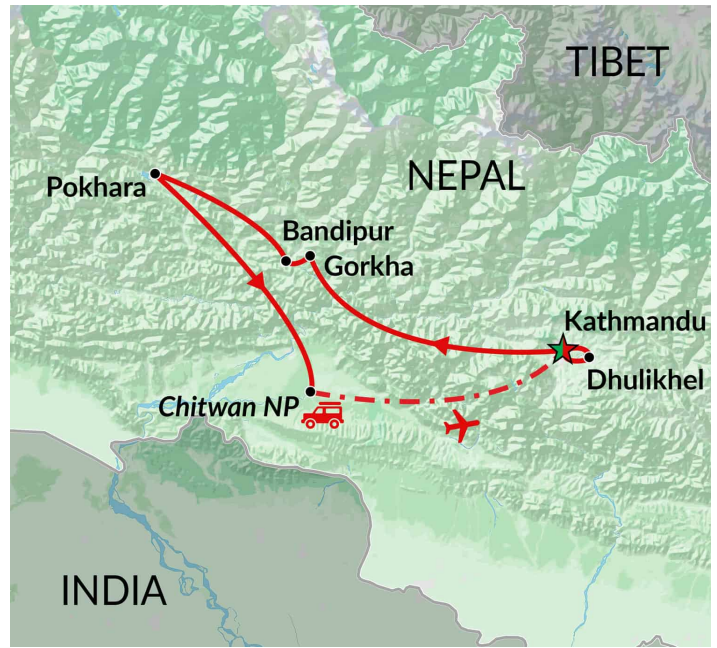 TIBET
NEPAL
Pokhara
Bandipur
Gorkha
Kathmandu
Dhulikhel
Chitwan NP
INDIA